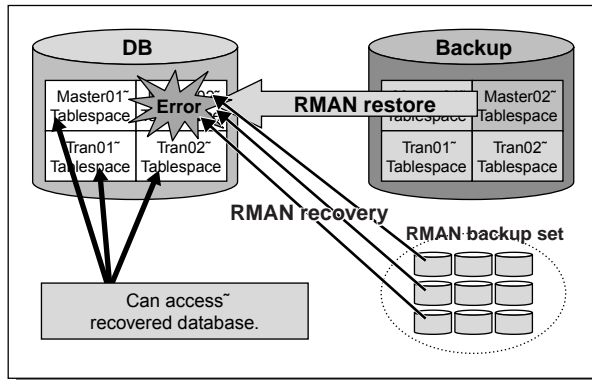 DB
Backup
Master01~
Tablespace
Error
RMAN restore
Master02~
Tablespace
Tran01~
Tablespace
Tran02~
Tablespace
Tran01~
Tablespace
Tran02~
Tablespace
RMAN recovery
RMAN backup set
Can access~
recovered database.